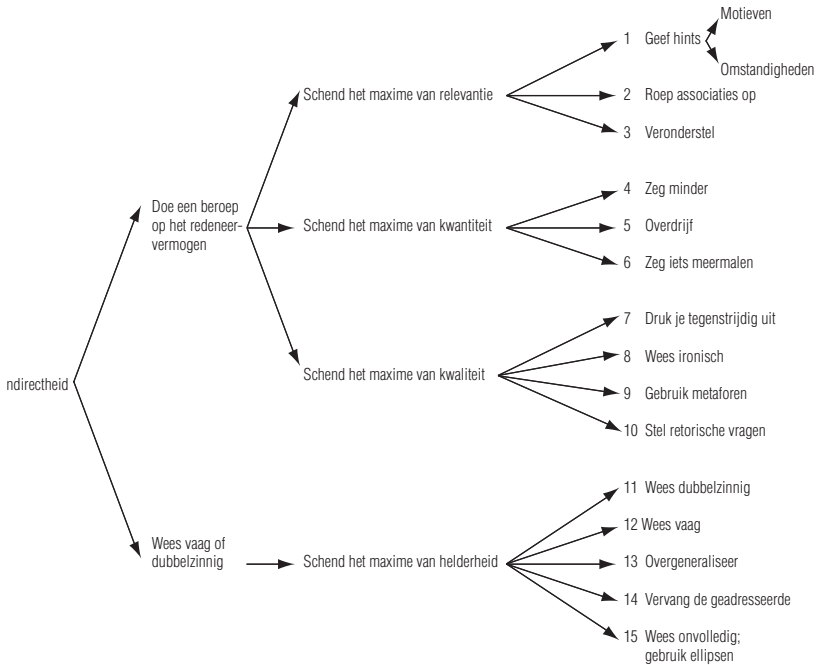 Motieven
1 Geef hints
Omstandigheden
Schend het maxime van relevantie
2 Roep associaties op
3 Veronderstel
4 Zeg minder
Doe een beroep
op het redeneer-
vermogen
Schend het maxime van kwantiteit
5 Overdrijf
6 Zeg iets meermalen
7 Druk je tegenstrijdig uit
8 Wees ironisch
Schend het maxime van kwaliteit
ndirectheid
9 Gebruik metaforen
10 Stel retorische vragen
11 Wees dubbelzinnig
12 Wees vaag
Wees vaag of
dubbelzinnig
Schend het maxime van helderheid
13 Overgeneraliseer
14 Vervang de geadresseerde
15 Wees onvolledig;
gebruik ellipsen